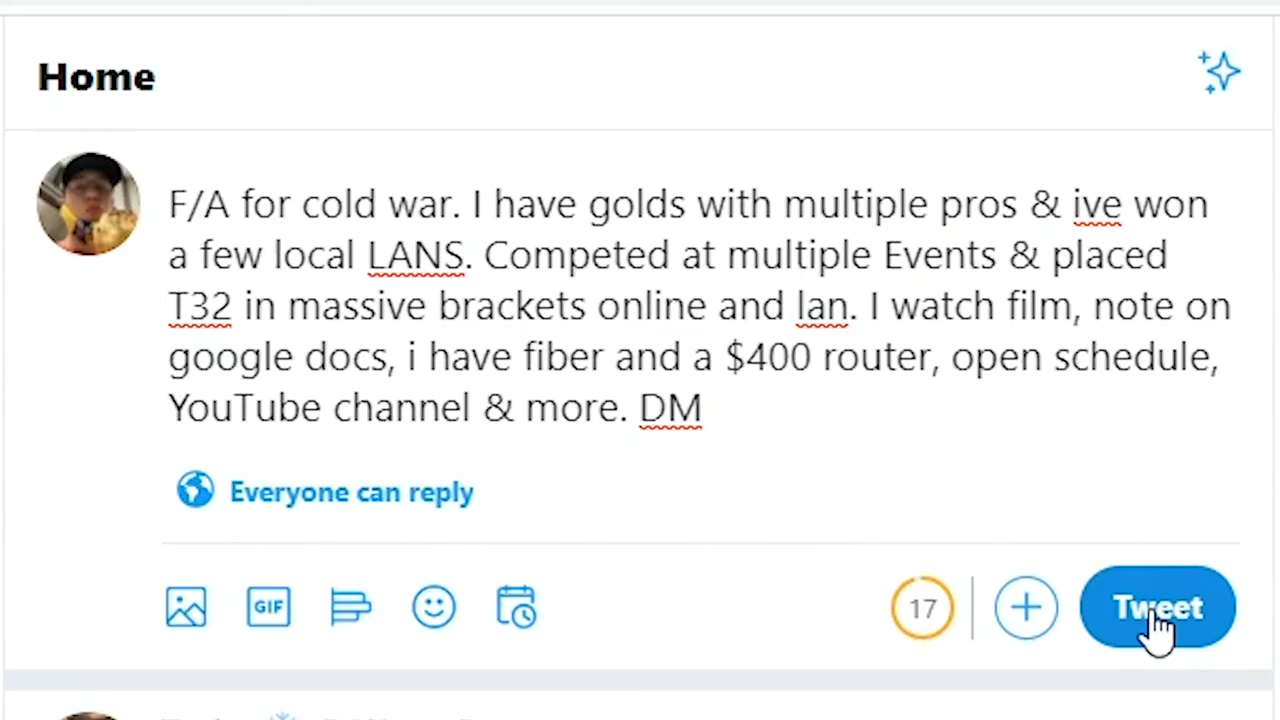 Home
F/A for cold war. I have golds with multiple pros & ive won
a few local LANS. Competed at multiple Events & placed
T32 in massive brackets online and lan. I watch film, note on
google docs, i have fiber and a $400 router, open schedule,
YouTube channel & more. DM
Everyone can reply
GIF
17
Tweet